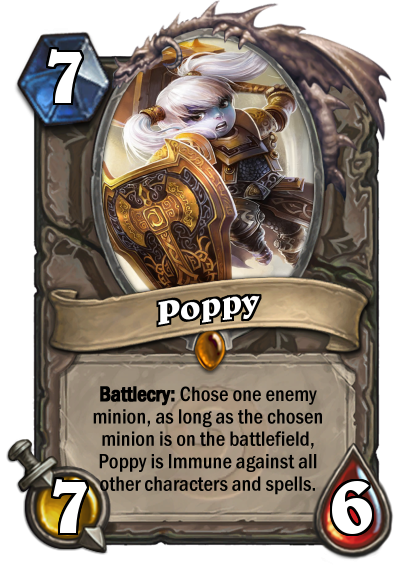 7
Poppy
Battlecry: Chose one enemy
minion, as long as the chosen
minion is on the battlefield,
Poppy is Immune against all
other characters and spells.
7
6